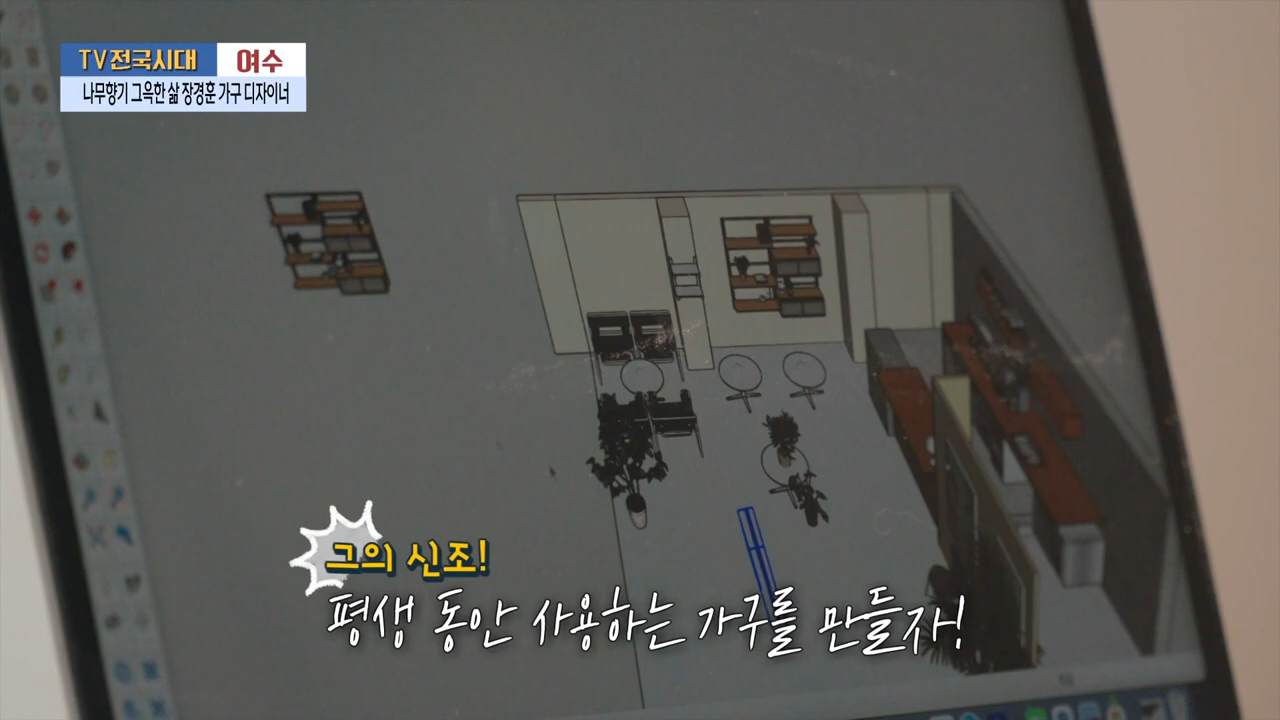 TV전국시대 여수
나무향기 그윽한 삶 장경훈 가구 디자이너
그의 신조!
평생 동안 사용하는 가구를 만들자!